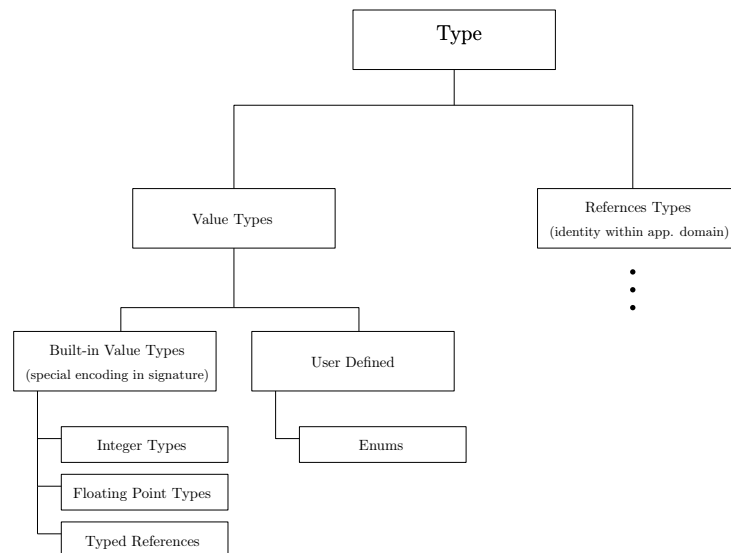 Type
Value Types
Refernces Types
(identity within app. domain)
Built-in Value Types
(special encoding in signature)
User Defined
Integer Types
Enums
Floating Point Types
Typed References